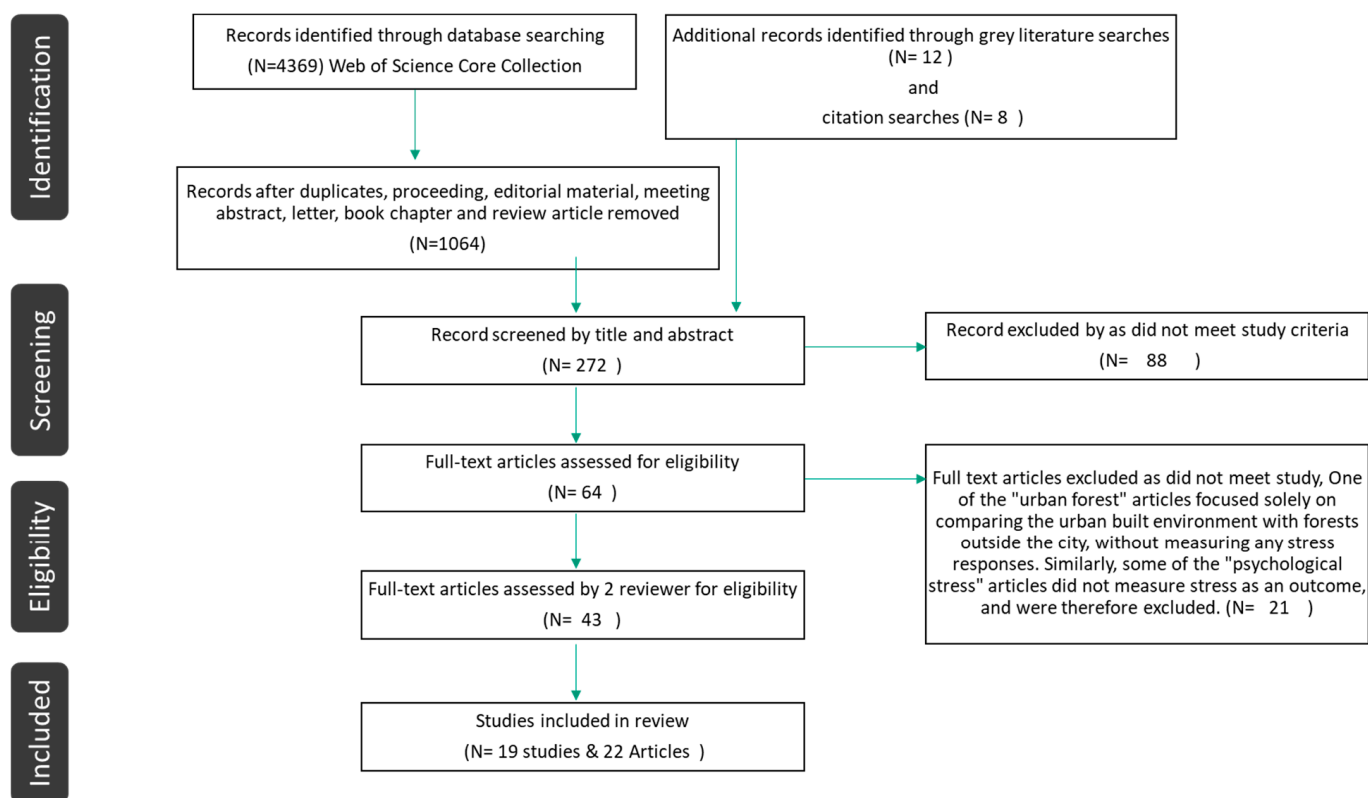 Identification
Records identified through database searching
(N=4369) Web of Science Core Collection
Additional records identified through grey literature searches
(N= 12 )
and
citation searches (N= 8 )
Records after duplicates, proceeding, editorial material, meeting
abstract, letter, book chapter and review article removed
(N=1064)
Screening
Record screened by title and abstract
(N= 272 )
Record excluded by as did not meet study criteria
(N= 88 )
Full-text articles assessed for eligibility
(N= 64 )
Eligibility
Full text articles excluded as did not meet study, One
of the "urban forest" articles focused solely on
comparing the urban built environment with forests
outside the city, without measuring any stress
responses. Similarly, some of the "psychological
stress" articles did not measure stress as an outcome,
and were therefore excluded. (N= 21 )
Full-text articles assessed by 2 reviewer for eligibility
(N= 43 )
Included
Studies included in review
(N= 19 studies & 22 Articles )